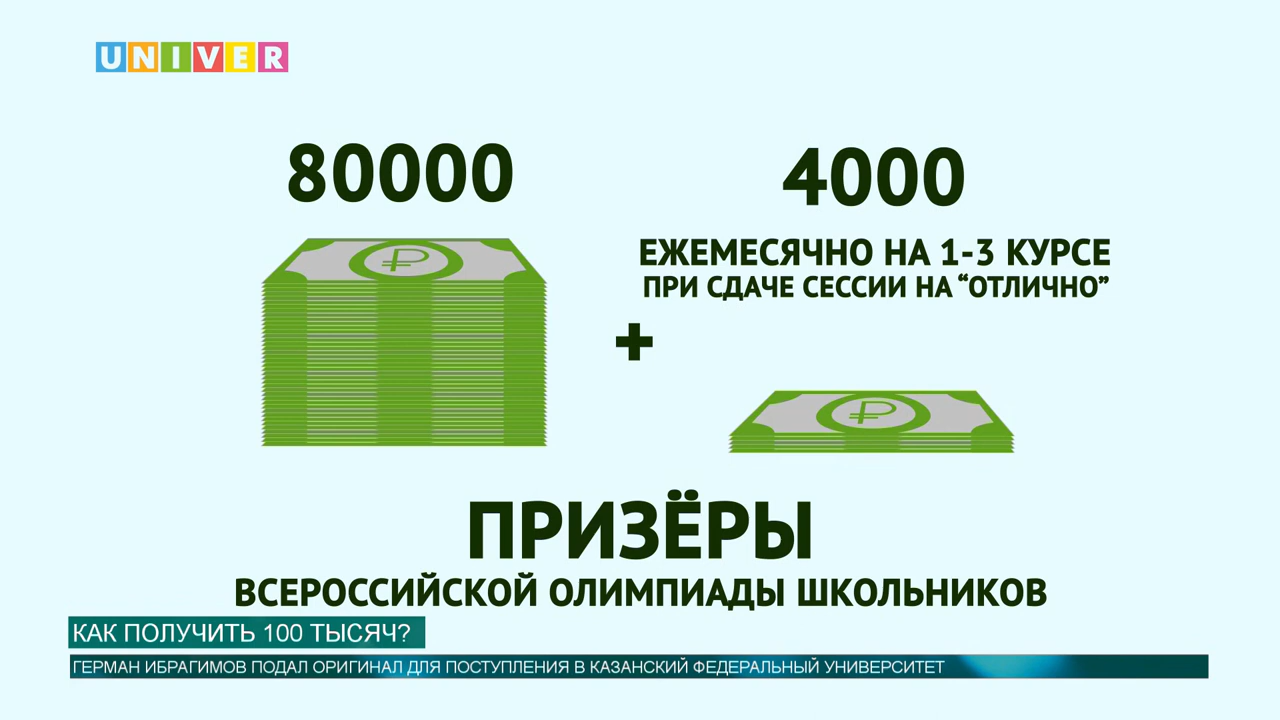 UNIVER
80000
4000
ЕЖЕМЕСЯЧНО НА 1-3 КУРСЕ
ПРИ СДАЧЕ СЕССИИ НА “ОТЛИЧНО”
₽
+
₽
ПРИЗЁРЫ
ВСЕРОССИЙСКОЙ ОЛИМПИАДЫ ШКОЛЬНИКОВ
КАК ПОЛУЧИТЬ 100 ТЫСЯЧ?
ГЕРМАН ИБРАГИМОВ ПОДАЛ ОРИГИНАЛ ДЛЯ ПОСТУПЛЕНИЯ В КАЗАНСКИЙ ФЕДЕРАЛЬНЫЙ УНИВЕРСИТЕТ